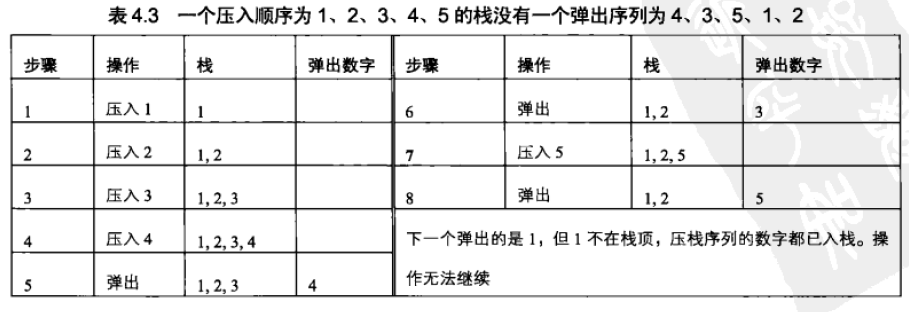 表 4.3 一个压入顺序为 1、2、3、4、5 的栈没有一个弹出序列为 4、3、5、1、2
步骤 操作 栈 弹出数字 步骤 操作 栈 弹出数字
1 压入 1 1 6 弹出 1, 2 3
2 压入 2 1, 2 7 压入 5 1, 2, 5
3 压入 3 1, 2, 3 8 弹出 1, 2 5
4 压入 4 1, 2, 3, 4 下一个弹出的是 1，但 1 不在栈顶，压栈序列的数字都已入栈。操
5 弹出 1, 2, 3 4 作无法继续